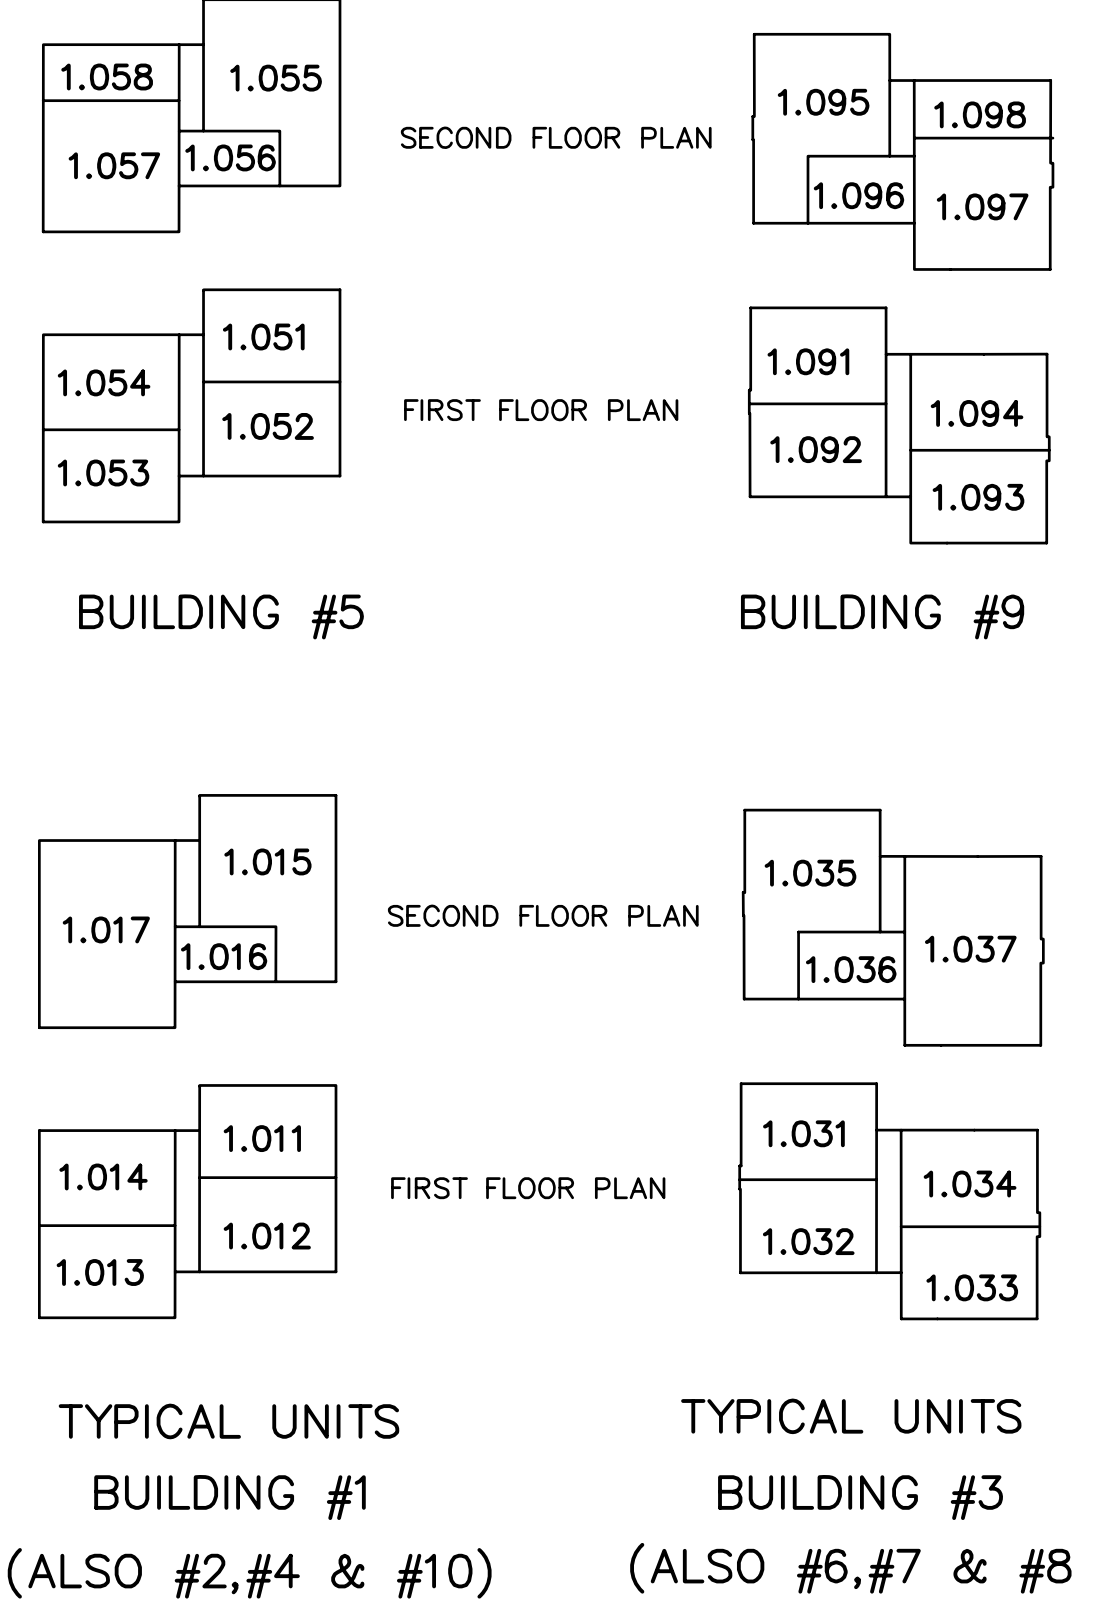 1.058
1.055
1.057
1.056
SECOND FLOOR PLAN
1.095
1.098
1.096
1.097
1.051
1.054
1.052
1.053
FIRST FLOOR PLAN
1.091
1.094
1.092
1.093
BUILDING #5
BUILDING #9
1.015
1.017
1.016
SECOND FLOOR PLAN
1.035
1.037
1.036
1.011
1.014
1.012
1.013
FIRST FLOOR PLAN
1.031
1.034
1.032
1.033
TYPICAL UNITS
BUILDING #1
(ALSO #2,#4 & #10)
TYPICAL UNITS
BUILDING #3
(ALSO #6,#7 & #8